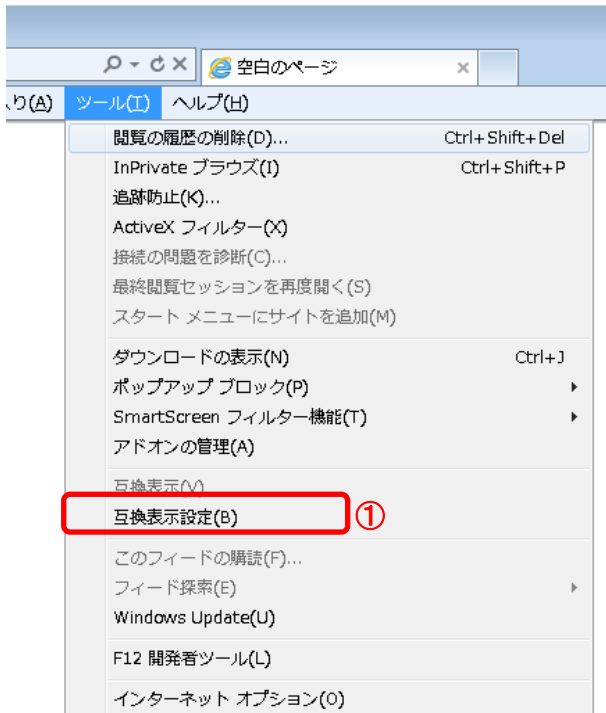 空白のページ
入り(A) ツール(T) ヘルプ(H)
閲覧の履歴の削除(D)... Ctrl+Shift+Del
InPrivate ブラウズ(I) Ctrl+Shift+P
追跡防止(K)...
ActiveX フィルター(X)
接続の問題を診断(C)...
最終閲覧セッションを再度開く(S)
スタート メニューにサイトを追加(M)
ダウンロードの表示(N) Ctrl+J
ポップアップ ブロック(P)
SmartScreen フィルター機能(T)
アドオンの管理(A)
互換表示(V)
互換表示設定(B) ①
このフィードの購読(F)...
フィード探索(E)
Windows Update(U)
F12 開発者ツール(L)
インターネット オプション(O)